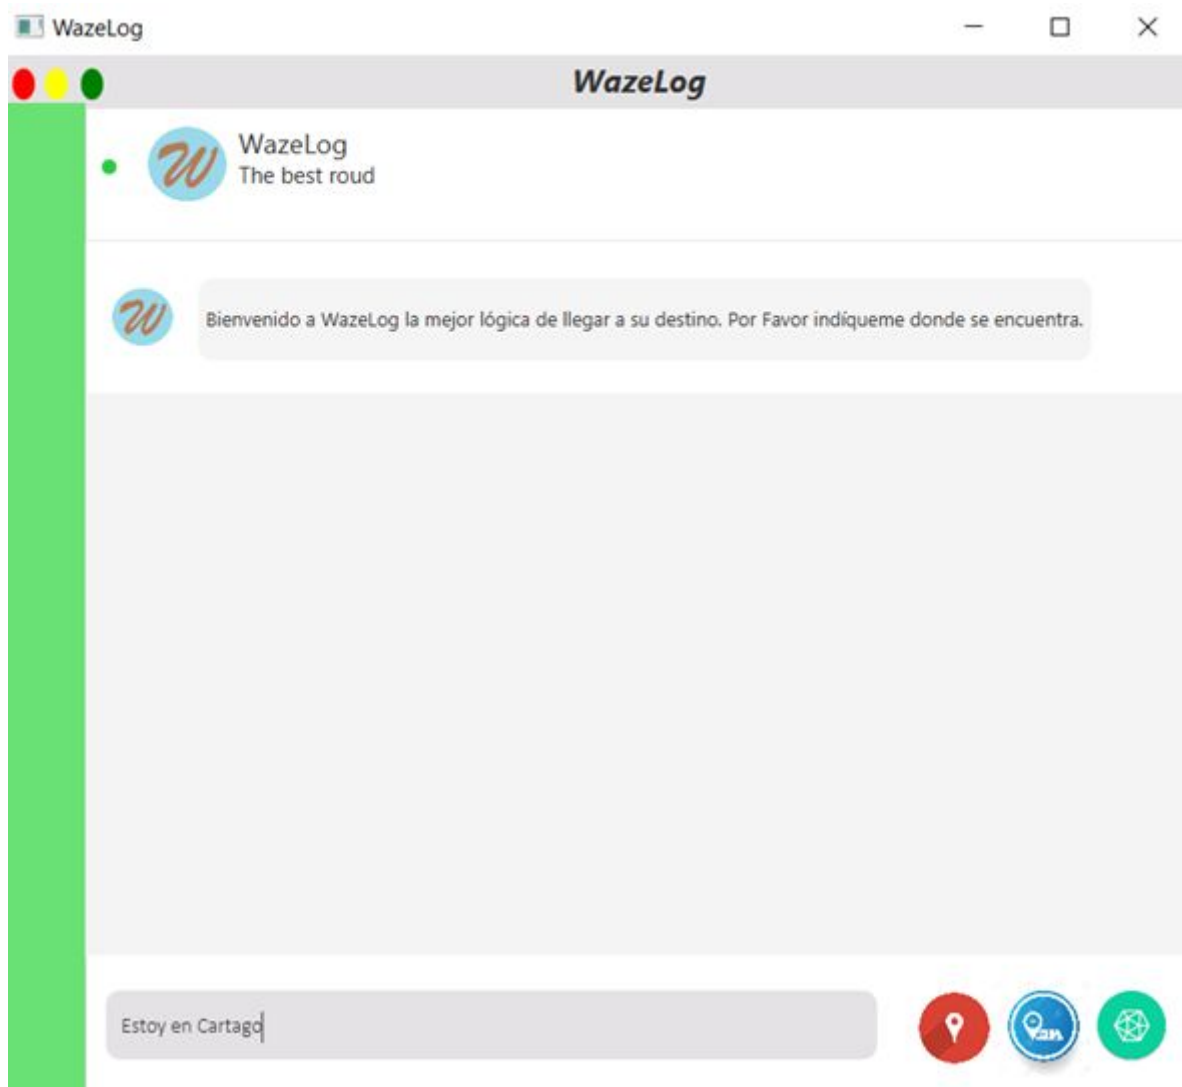 WazeLog
WazeLog
WazeLog
The best roud
Bienvenido a WazeLog la mejor lógica de llegar a su destino. Por Favor indíqueme donde se encuentra.
Estoy en Cartago